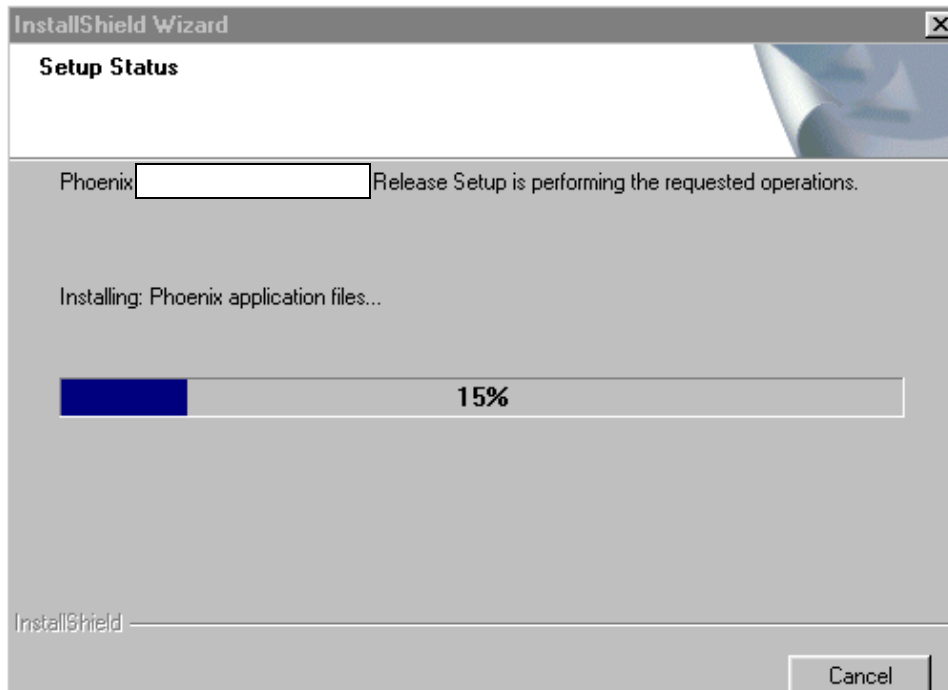 InstallShield Wizard
Setup Status
Phoenix Release Setup is performing the requested operations.
Installing: Phoenix application files...
15%
InstallShield
Cancel